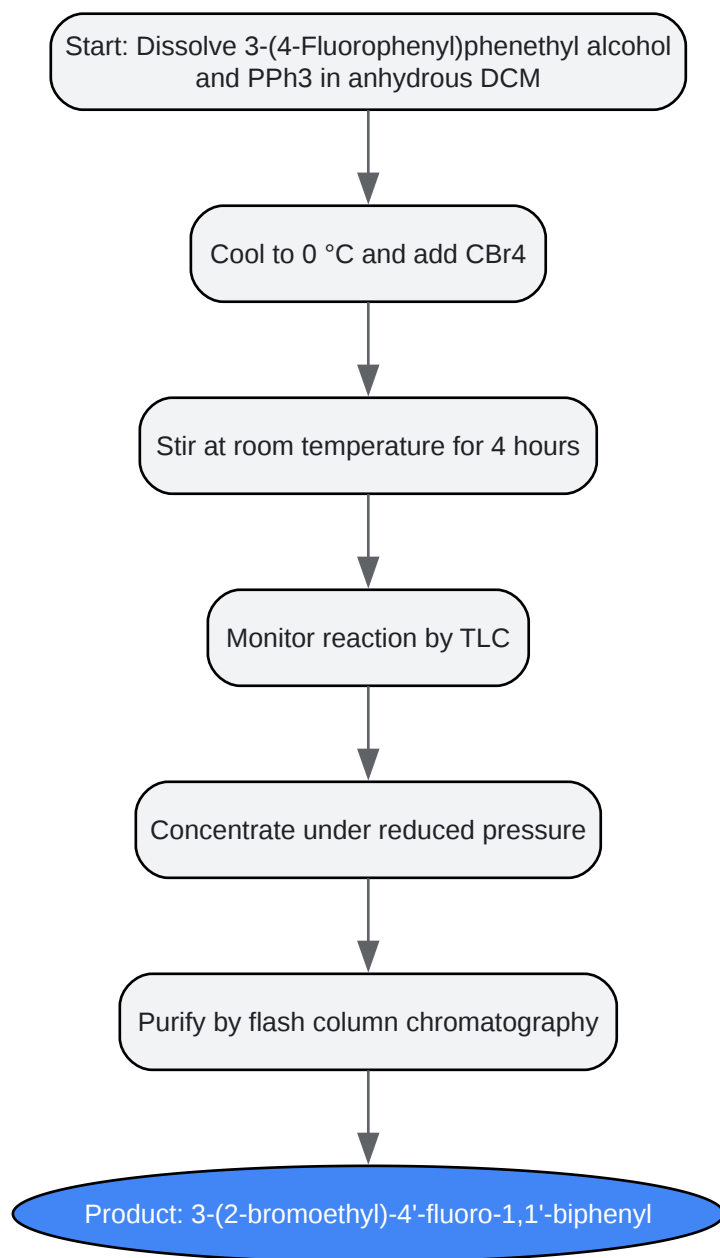 Start: Dissolve 3-(4-Fluorophenyl)phenethyl alcohol
and PPh3 in anhydrous DCM
Cool to 0 °C and add CBr4
Stir at room temperature for 4 hours
Monitor reaction by TLC
Concentrate under reduced pressure
Purify by flash column chromatography
Product: 3-(2-bromoethyl)-4'-fluoro-1,1'-biphenyl